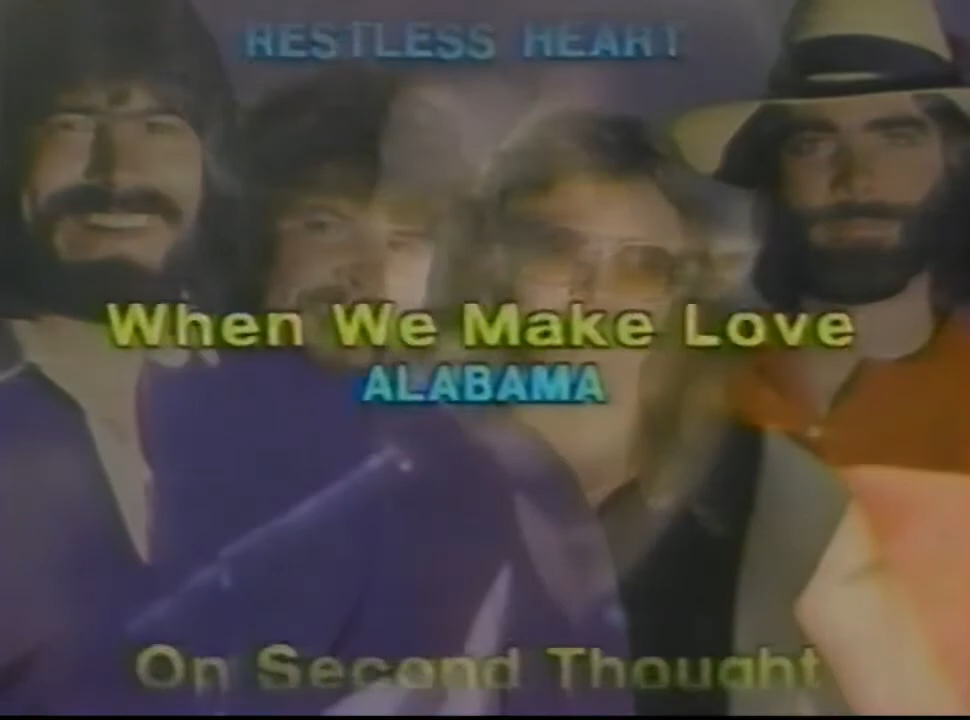 RESTLESS HEART
When We Make Love
ALABAMA
On Second Thought